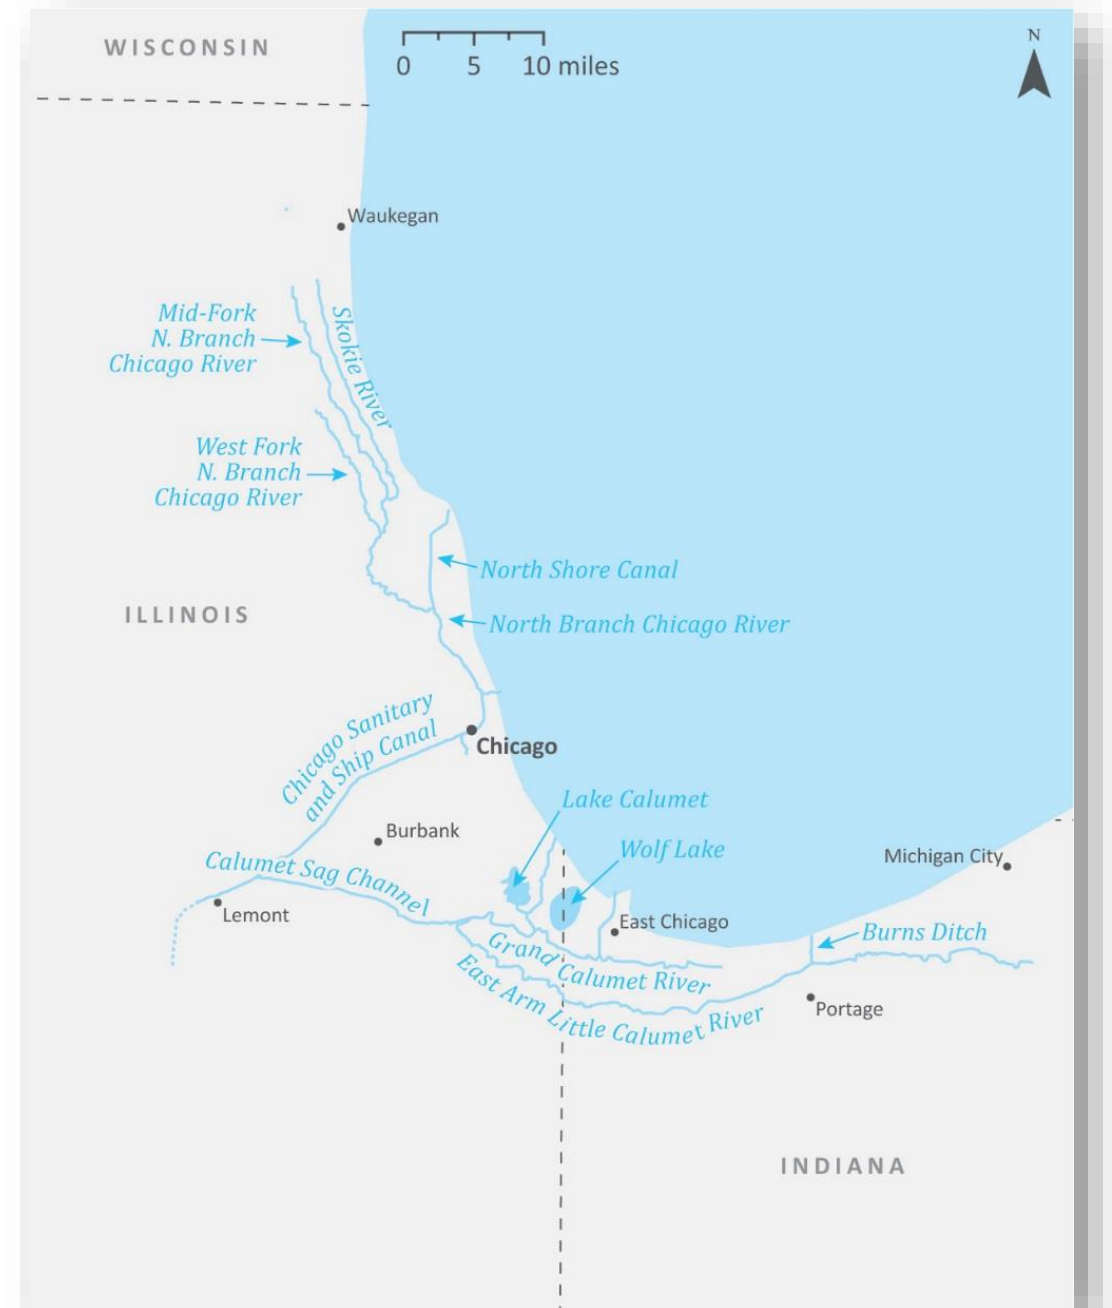 WISCONSIN
0 5 10 miles
N
Waukegan
Mid-Fork
N. Branch
Chicago River
Skokie River
West Fork
N. Branch
Chicago River
North Shore Canal
ILLINOIS
North Branch Chicago River
Chicago Sanitary
and Ship Canal
Chicago
Lake Calumet
Burbank
Wolf Lake
Michigan City
Calumet Sag Channel
Lemont
East Chicago
Burns Ditch
Grand Calumet River
East Arm Little Calumet River
Portage
INDIANA